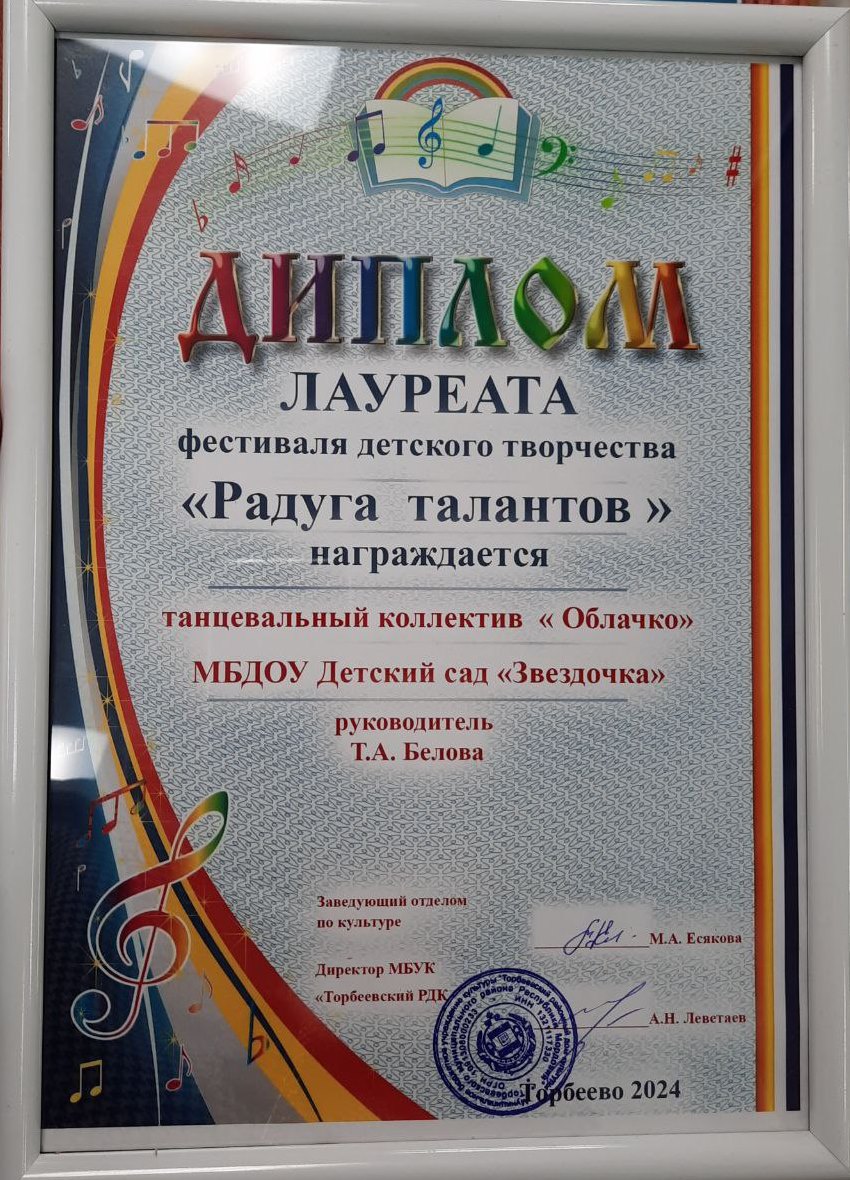 ДИПЛОМ
ЛАУРЕАТА
фестиваля детского творчества
«Радуга талантов »
награждается
танцевальный коллектив « Облачко»
МБДОУ Детский сад «Звездочка»
руководитель
Т.А. Белова
Заведующий отделом
по культуре
М.А. Есякова
Директор МБУК
«Торбеевский РДК
А.Н. Леветаев
Торбеево 2024